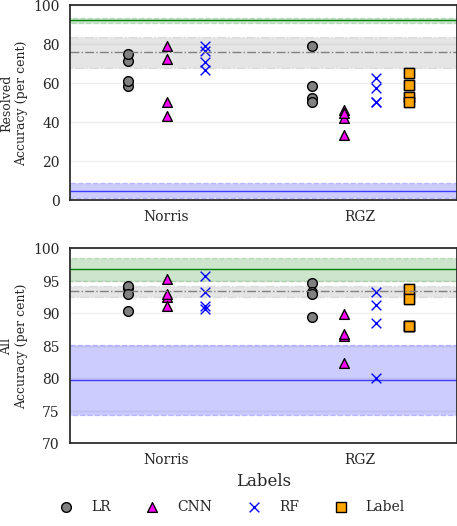 100
80
60
40
20
0
Resolved
Accuracy (per cent)
Norris
RGZ
100
95
90
85
80
75
70
All
Accuracy (per cent)
Norris
RGZ
Labels
LR
CNN
RF
Label